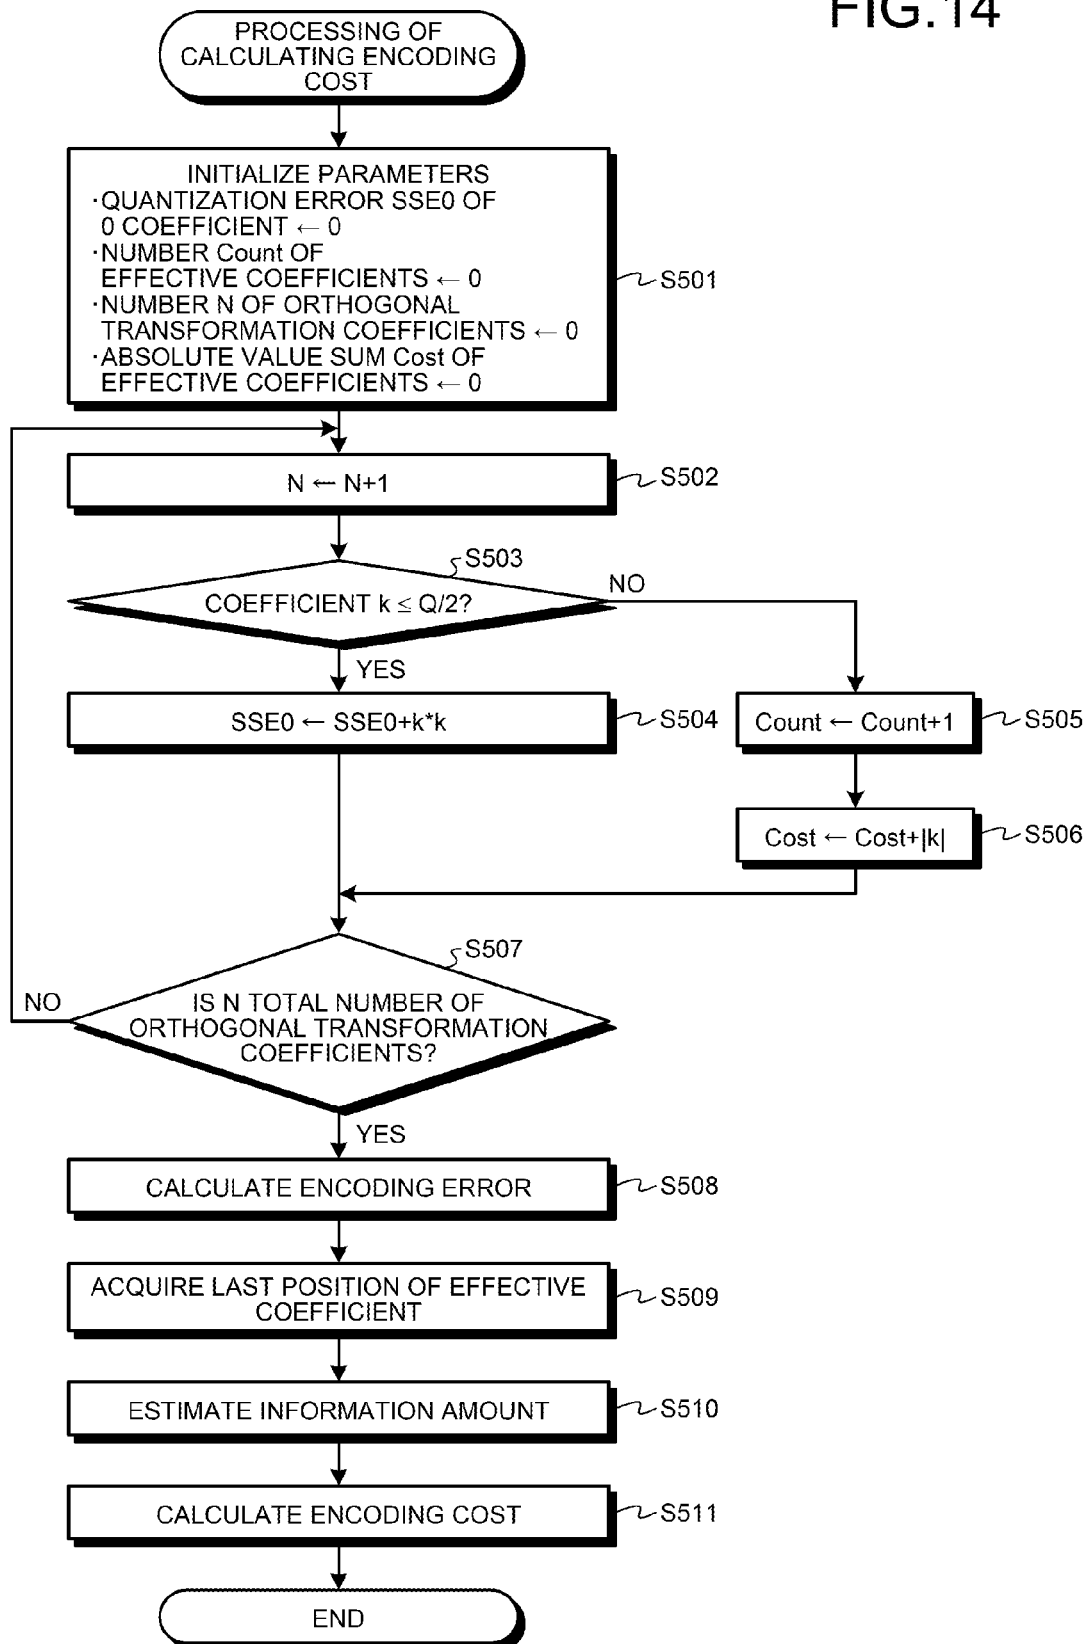 FIG.14
PROCESSING OF
CALCULATING ENCODING
COST
INITIALIZE PARAMETERS
·QUANTIZATION ERROR SSE0 OF
0 COEFFICIENT ← 0
·NUMBER Count OF
EFFECTIVE COEFFICIENTS ← 0
·NUMBER N OF ORTHOGONAL
TRANSFORMATION COEFFICIENTS ← 0
·ABSOLUTE VALUE SUM Cost OF
EFFECTIVE COEFFICIENTS ← 0
S501
N ← N+1
S502
S503
COEFFICIENT k ≤ Q/2?
NO
YES
SSE0 ← SSE0+k*k
S504
Count ← Count+1
S505
Cost ← Cost+|k|
S506
S507
IS N TOTAL NUMBER OF
ORTHOGONAL TRANSFORMATION
COEFFICIENTS?
NO
YES
CALCULATE ENCODING ERROR
S508
ACQUIRE LAST POSITION OF EFFECTIVE
COEFFICIENT
S509
ESTIMATE INFORMATION AMOUNT
S510
CALCULATE ENCODING COST
S511
END